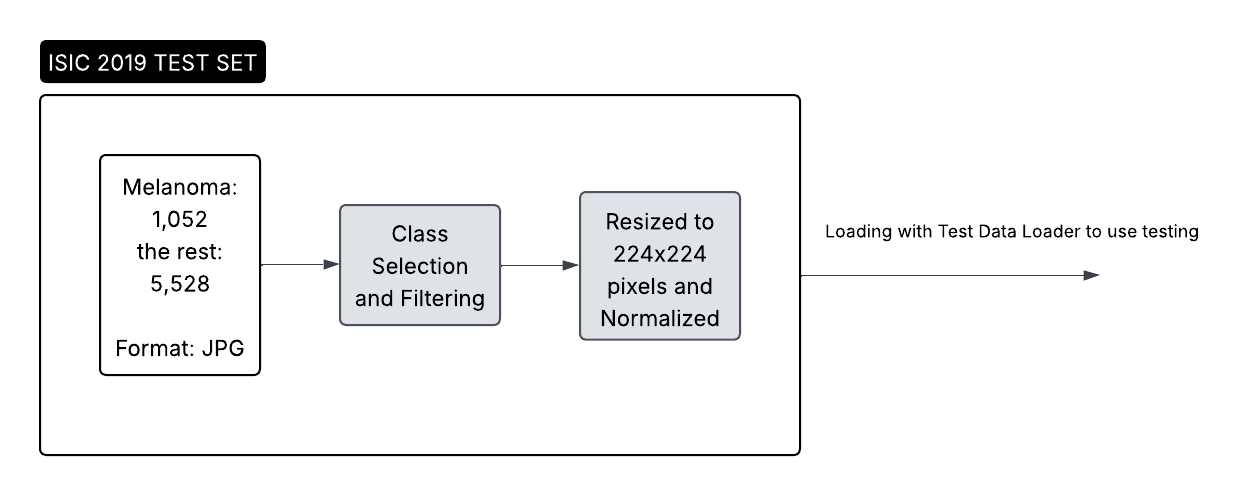 ISIC 2019 TEST SET
Melanoma:
1,052
the rest:
5,528
Format: JPG
Class
Selection
and Filtering
Resized to
224x224
pixels and
Normalized
Loading with Test Data Loader to use testing